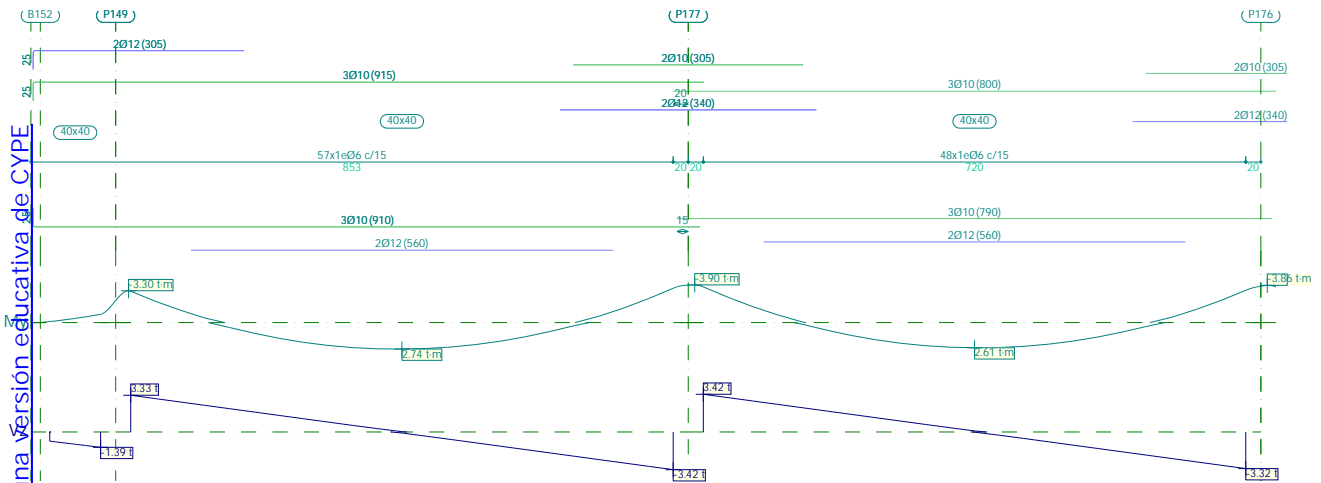 B152 P149 P177 P176
2Ø12 (305)
25
2Ø10 (305)
2Ø10 (305)
3Ø10 (915)
3Ø10 (800)
25
20
2Ø12 (340)
2Ø12 (340)
40x40 40x40 40x40
57x1eØ6 c/15 48x1eØ6 c/15
853 20 20 720 20
25
3Ø10 (910)
15
3Ø10 (790)
2Ø12 (560)
2Ø12 (560)
-3.30 t·m -3.90 t·m -3.86 t·m
2.74 t·m 2.61 t·m
3.33 t 3.42 t
-1.39 t -3.42 t -3.32 t
una versión educativa de CYPE